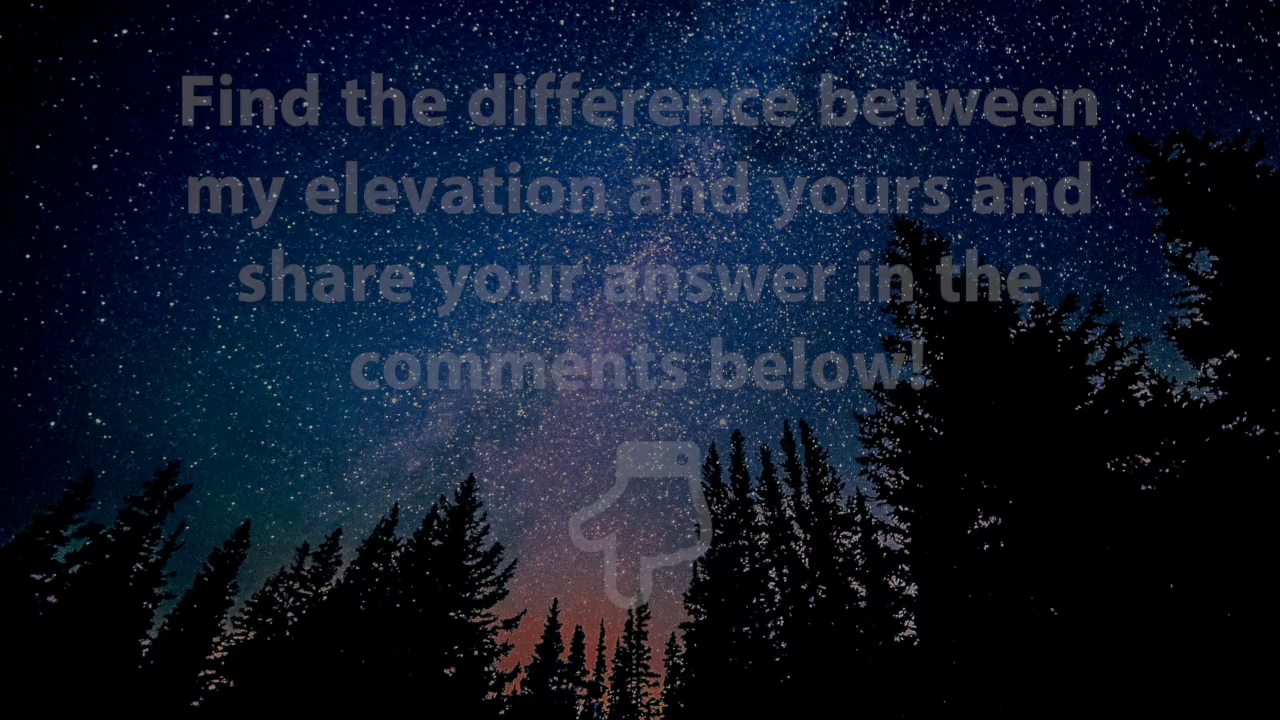 Find the difference between
my elevation and yours and
share your answer in the
comments below!